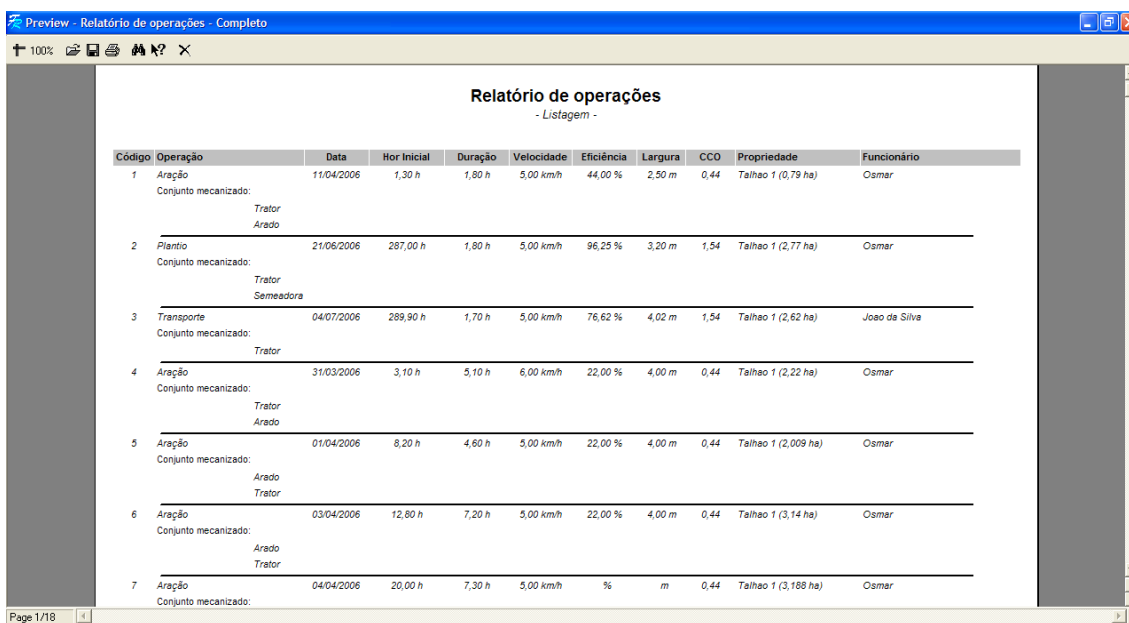 Preview - Relatório de operações - Completo
100%
Relatório de operações
- Listagem -
Código Operação Data Hor Inicial Duração Velocidade Eficiência Largura CCO Propriedade Funcionário
1 Aração 11/04/2006 1,30 h 1,80 h 5,00 km/h 44,00 % 2,50 m 0,44 Talhao 1 (0,79 ha) Osmar
Conjunto mecanizado:
Trator
Arado
2 Plantio 21/06/2006 287,00 h 1,80 h 5,00 km/h 96,25 % 3,20 m 1,54 Talhao 1 (2,77 ha) Osmar
Conjunto mecanizado:
Trator
Semeadora
3 Transporte 04/07/2006 289,90 h 1,70 h 5,00 km/h 76,62 % 4,02 m 1,54 Talhao 1 (2,62 ha) Joao da Silva
Conjunto mecanizado:
Trator
4 Aração 31/03/2006 3,10 h 5,10 h 6,00 km/h 22,00 % 4,00 m 0,44 Talhao 1 (2,22 ha) Osmar
Conjunto mecanizado:
Trator
Arado
5 Aração 01/04/2006 8,20 h 4,60 h 5,00 km/h 22,00 % 4,00 m 0,44 Talhao 1 (2,009 ha) Osmar
Conjunto mecanizado:
Arado
Trator
6 Aração 03/04/2006 12,80 h 7,20 h 5,00 km/h 22,00 % 4,00 m 0,44 Talhao 1 (3,14 ha) Osmar
Conjunto mecanizado:
Arado
Trator
7 Aração 04/04/2006 20,00 h 7,30 h 5,00 km/h % m 0,44 Talhao 1 (3,188 ha) Osmar
Conjunto mecanizado:
Page 1/18